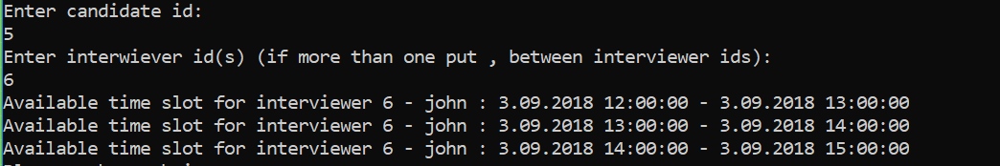 Enter candidate id:
5
Enter interwiever id(s) (if more than one put , between interviewer ids):
6
Available time slot for interviewer 6 - john : 3.09.2018 12:00:00 - 3.09.2018 13:00:00
Available time slot for interviewer 6 - john : 3.09.2018 13:00:00 - 3.09.2018 14:00:00
Available time slot for interviewer 6 - john : 3.09.2018 14:00:00 - 3.09.2018 15:00:00